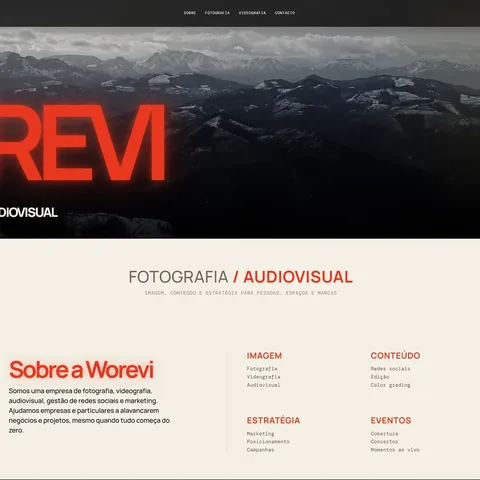 SOBRE FOTOGRAFIA VIDEOGRAFIA CONTACTO
REVI
DIOVISUAL
FOTOGRAFIA / AUDIOVISUAL
IMAGEM, CONTEÚDO E ESTRATÉGIA PARA PESSOAS, ESPAÇOS E MARCAS
Sobre a Worevi
Somos uma empresa de fotografia, videografia,
audiovisual, gestão de redes sociais e marketing.
Ajudamos empresas e particulares a alavancarem
negócios e projetos, mesmo quando tudo começa do
zero.
IMAGEM
Fotografia
Videografia
Audiovisual
CONTEÚDO
Redes sociais
Edição
Color grading
ESTRATÉGIA
Marketing
Posicionamento
Campanhas
EVENTOS
Cobertura
Concertos
Momentos ao vivo